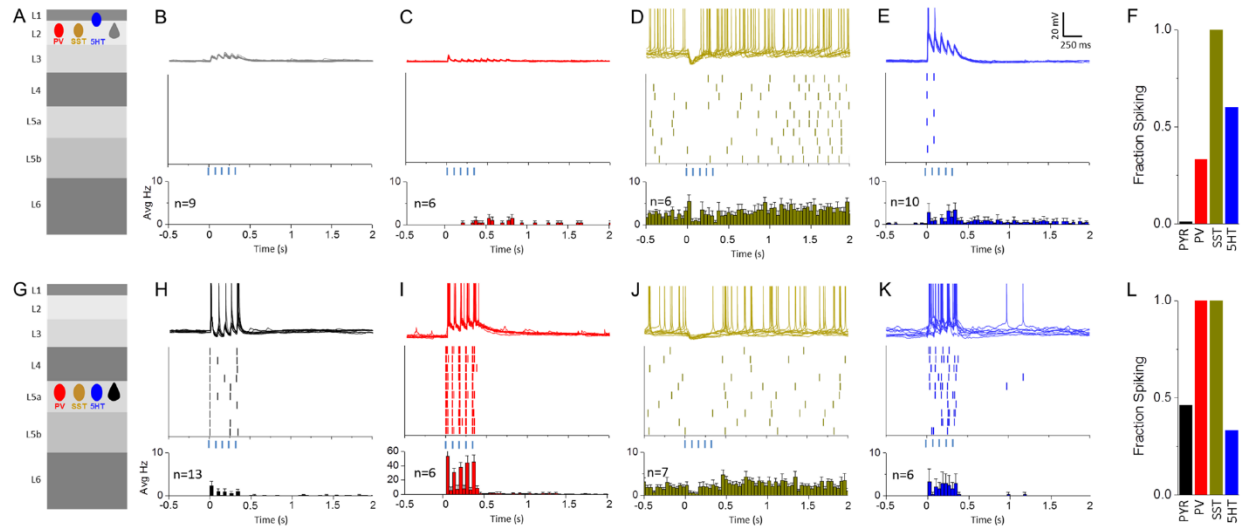 A
L1
L2
PV SST 5HT
L3
L4
L5a
L5b
L6
B
10
Avg Hz
0
n=9
-0.5 0 0.5 1 1.5 2
Time (s)
C
10
0
n=6
-0.5 0 0.5 1 1.5 2
Time (s)
D
10
0
n=6
-0.5 0 0.5 1 1.5 2
Time (s)
E
20 mV
250 ms
10
0
n=10
-0.5 0 0.5 1 1.5 2
Time (s)
F
Fraction Spiking
1.0
0.5
0.0
PYR PV SST 5HT
G
L1
L2
L3
L4
L5a
PV SST 5HT
L5b
L6
H
10
Avg Hz
0
n=13
-0.5 0 0.5 1 1.5 2
Time (s)
I
60
40
20
0
n=6
-0.5 0 0.5 1 1.5 2
Time (s)
J
10
0
n=7
-0.5 0 0.5 1 1.5 2
Time (s)
K
10
0
n=6
-0.5 0 0.5 1 1.5 2
Time (s)
L
Fraction Spiking
1.0
0.5
0.0
PYR PV SST 5HT